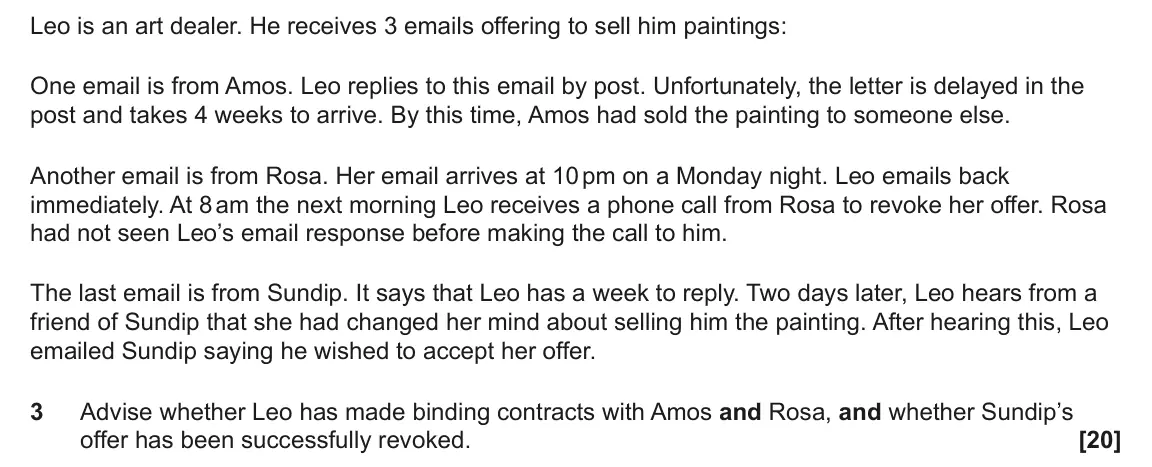 Leo is an art dealer. He receives 3 emails offering to sell him paintings:
One email is from Amos. Leo replies to this email by post. Unfortunately, the letter is delayed in the
post and takes 4 weeks to arrive. By this time, Amos had sold the painting to someone else.
Another email is from Rosa. Her email arrives at 10 pm on a Monday night. Leo emails back
immediately. At 8 am the next morning Leo receives a phone call from Rosa to revoke her offer. Rosa
had not seen Leo’s email response before making the call to him.
The last email is from Sundip. It says that Leo has a week to reply. Two days later, Leo hears from a
friend of Sundip that she had changed her mind about selling him the painting. After hearing this, Leo
emailed Sundip saying he wished to accept her offer.
3 Advise whether Leo has made binding contracts with Amos and Rosa, and whether Sundip’s
offer has been successfully revoked. [20]